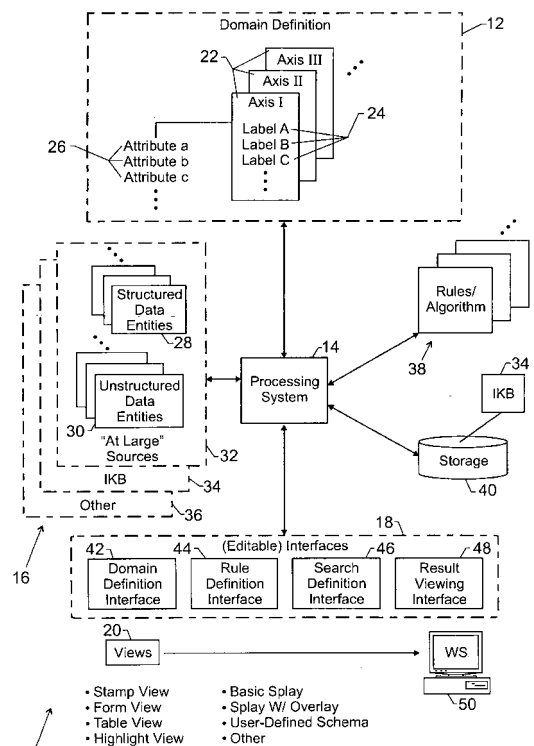 Domain Definition
12
22
Axis III
Axis II
Axis I
24
Label A
Label B
Label C
26
Attribute a
Attribute b
Attribute c
Structured
Data
Entities
28
Unstructured
Data
Entities
30
"At Large"
Sources
32
IKB
34
Other
36
16
14
Processing
System
Rules/
Algorithm
38
34
IKB
Storage
40
18
(Editable) Interfaces
42
Domain
Definition
Interface
44
Rule
Definition
Interface
46
Search
Definition
Interface
48
Result
Viewing
Interface
20
Views
WS
50
• Stamp View
• Form View
• Table View
• Highlight View
• Basic Splay
• Splay W/ Overlay
• User-Defined Schema
• Other